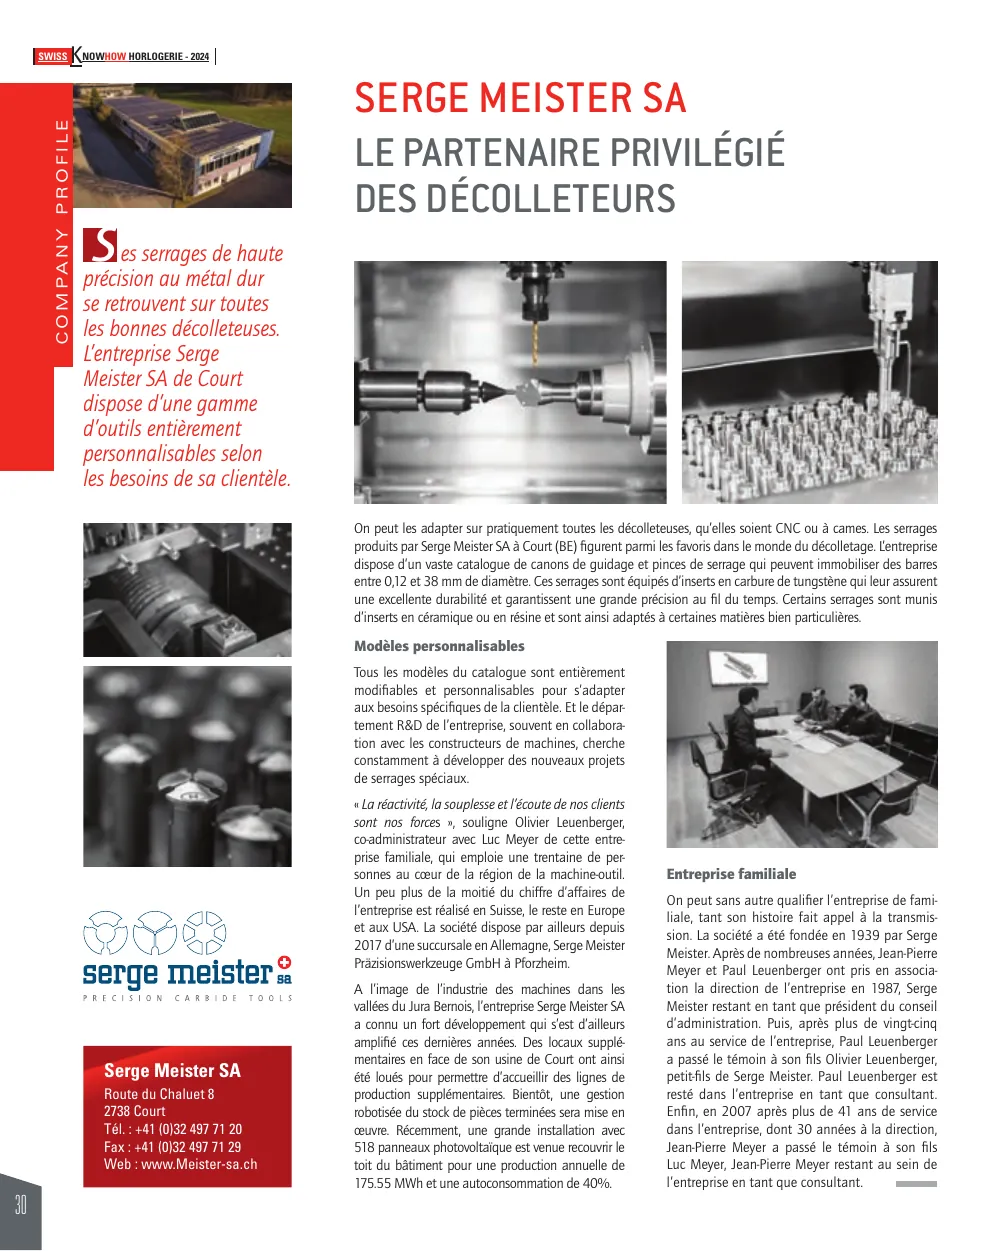 SWISS KNOWHOW HORLOGERIE - 2024
COMPANY PROFILE
SERGE MEISTER SA
LE PARTENAIRE PRIVILÉGIÉ
DES DÉCOLLETEURS
Ses serrages de haute
précision au métal dur
se retrouvent sur toutes
les bonnes décolleteuses.
L’entreprise Serge
Meister SA de Court
dispose d’une gamme
d’outils entièrement
personnalisables selon
les besoins de sa clientèle.
On peut les adapter sur pratiquement toutes les décolleteuses, qu’elles soient CNC ou à cames. Les serrages
produits par Serge Meister SA à Court (BE) figurent parmi les favoris dans le monde du décolletage. L’entreprise
dispose d’un vaste catalogue de canons de guidage et pinces de serrage qui peuvent immobiliser des barres
entre 0,12 et 38 mm de diamètre. Ces serrages sont équipés d’inserts en carbure de tungstène qui leur assurent
une excellente durabilité et garantissent une grande précision au fil du temps. Certains serrages sont munis
d’inserts en céramique ou en résine et sont ainsi adaptés à certaines matières bien particulières.
Modèles personnalisables
Tous les modèles du catalogue sont entièrement
modifiables et personnalisables pour s’adapter
aux besoins spécifiques de la clientèle. Et le dépar-
tement R&D de l’entreprise, souvent en collabora-
tion avec les constructeurs de machines, cherche
constamment à développer des nouveaux projets
de serrages spéciaux.
« La réactivité, la souplesse et l’écoute de nos clients
sont nos forces », souligne Olivier Leuenberger,
co-administrateur avec Luc Meyer de cette entre-
prise familiale, qui emploie une trentaine de per-
sonnes au cœur de la région de la machine-outil.
Un peu plus de la moitié du chiffre d’affaires de
l’entreprise est réalisé en Suisse, le reste en Europe
et aux USA. La société dispose par ailleurs depuis
2017 d’une succursale en Allemagne, Serge Meister
Präzisionswerkzeuge GmbH à Pforzheim.
A l’image de l’industrie des machines dans les
vallées du Jura Bernois, l’entreprise Serge Meister SA
a connu un fort développement qui s’est d’ailleurs
amplifié ces dernières années. Des locaux supplé-
mentaires en face de son usine de Court ont ainsi
été loués pour permettre d’accueillir des lignes de
production supplémentaires. Bientôt, une gestion
robotisée du stock de pièces terminées sera mise en
œuvre. Récemment, une grande installation avec
518 panneaux photovoltaïque est venue recouvrir le
toit du bâtiment pour une production annuelle de
175.55 MWh et une autoconsommation de 40%.
Entreprise familiale
On peut sans autre qualifier l’entreprise de fami-
liale, tant son histoire fait appel à la transmis-
sion. La société a été fondée en 1939 par Serge
Meister. Après de nombreuses années, Jean-Pierre
Meyer et Paul Leuenberger ont pris en associa-
tion la direction de l’entreprise en 1987, Serge
Meister restant en tant que président du conseil
d’administration. Puis, après plus de vingt-cinq
ans au service de l’entreprise, Paul Leuenberger
a passé le témoin à son fils Olivier Leuenberger,
petit-fils de Serge Meister. Paul Leuenberger est
resté dans l’entreprise en tant que consultant.
Enfin, en 2007 après plus de 41 ans de service
dans l’entreprise, dont 30 années à la direction,
Jean-Pierre Meyer a passé le témoin à son fils
Luc Meyer, Jean-Pierre Meyer restant au sein de
l’entreprise en tant que consultant.
serge meister sa
PRECISION CARBIDE TOOLS
Serge Meister SA
Route du Chaluet 8
2738 Court
Tél. : +41 (0)32 497 71 20
Fax : +41 (0)32 497 71 29
Web : www.Meister-sa.ch
30